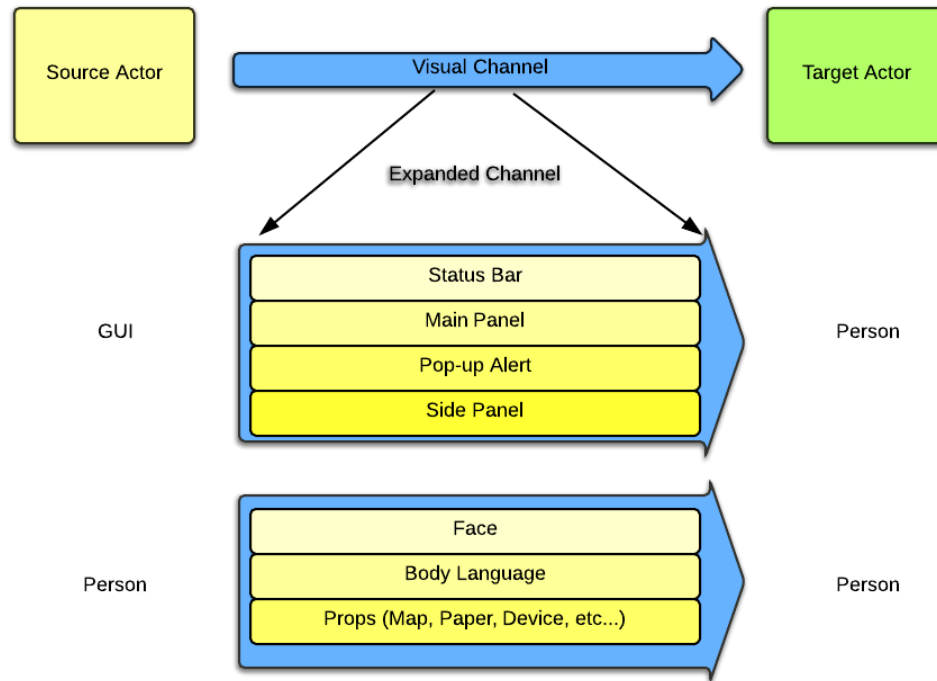 Source Actor
Visual Channel
Target Actor
Expanded Channel
GUI
Status Bar
Main Panel
Pop-up Alert
Side Panel
Person
Person
Face
Body Language
Props (Map, Paper, Device, etc...)
Person